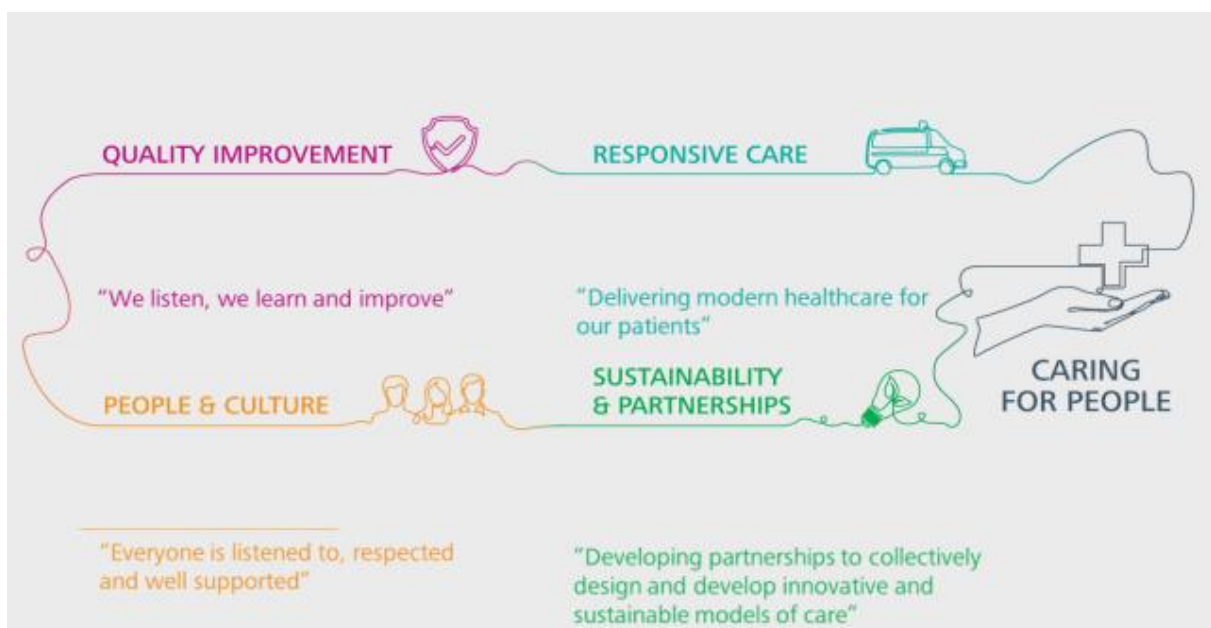 QUALITY IMPROVEMENT
RESPONSIVE CARE
"We listen, we learn and improve"
"Delivering modern healthcare for
our patients"
PEOPLE & CULTURE
SUSTAINABILITY
& PARTNERSHIPS
CARING
FOR PEOPLE
"Everyone is listened to, respected
and well supported"
"Developing partnerships to collectively
design and develop innovative and
sustainable models of care"